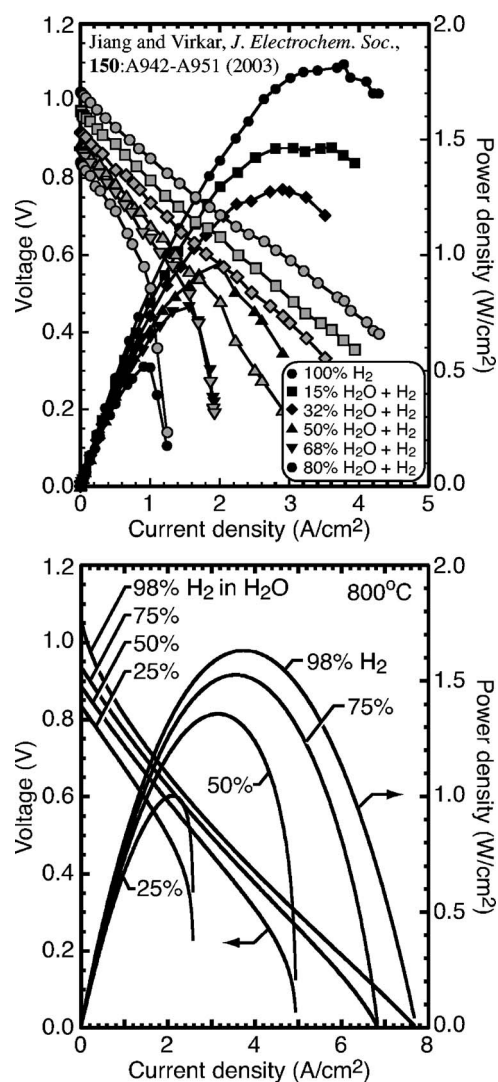 Jiang and Virkar, J. Electrochem. Soc.,
150:A942-A951 (2003)
1.2
1.0
0.8
0.6
0.4
0.2
0.0
Voltage (V)
2.0
1.5
1.0
0.5
0.0
Power density (W/cm²)
100% H₂
15% H₂O + H₂
32% H₂O + H₂
50% H₂O + H₂
68% H₂O + H₂
80% H₂O + H₂
0 1 2 3 4 5
Current density (A/cm²)
1.2
1.0
0.8
0.6
0.4
0.2
0.0
Voltage (V)
98% H₂ in H₂O
75%
50%
25%
800°C
98% H₂
75%
50%
25%
2.0
1.5
1.0
0.5
0.0
Power density (W/cm²)
0 2 4 6 7 8
Current density (A/cm²)